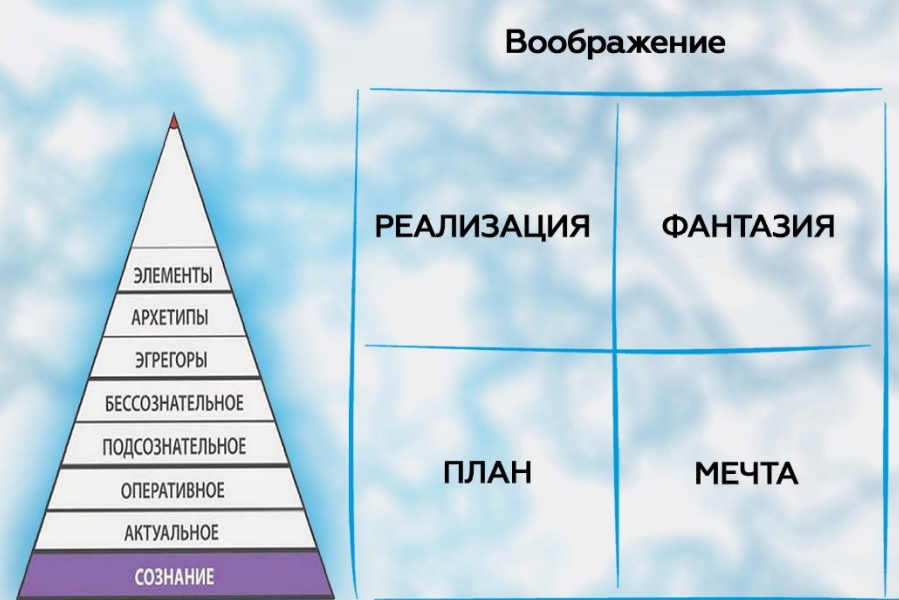 Воображение
РЕАЛИЗАЦИЯ
ФАНТАЗИЯ
ПЛАН
МЕЧТА
ЭЛЕМЕНТЫ
АРХЕТИПЫ
ЭГРЕГОРЫ
БЕССОЗНАТЕЛЬНОЕ
ПОДСОЗНАТЕЛЬНОЕ
ОПЕРАТИВНОЕ
АКТУАЛЬНОЕ
СОЗНАНИЕ